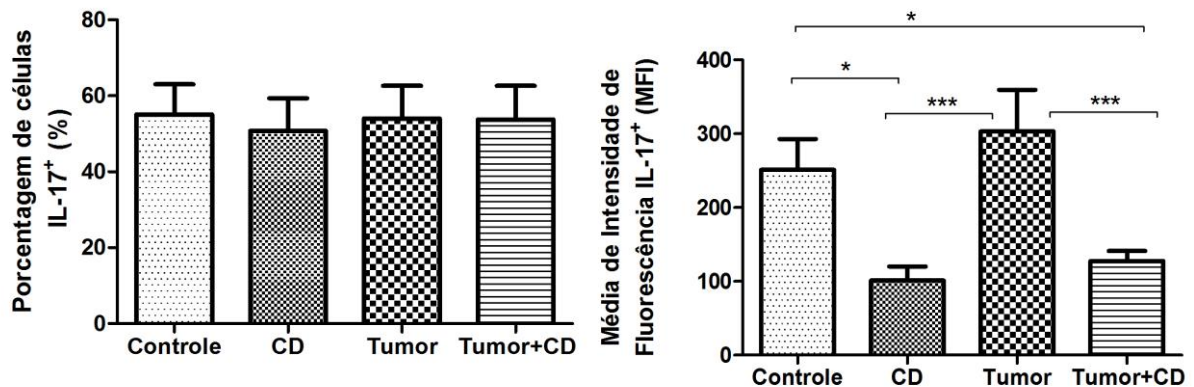 Porcentagem de células
IL-17⁺ (%)
80
60
40
20
0
Controle CD Tumor Tumor+CD
Média de Intensidade de
Fluorescência IL-17⁺ (MFI)
400
300
200
100
0
*
*
***
***
Controle CD Tumor Tumor+CD